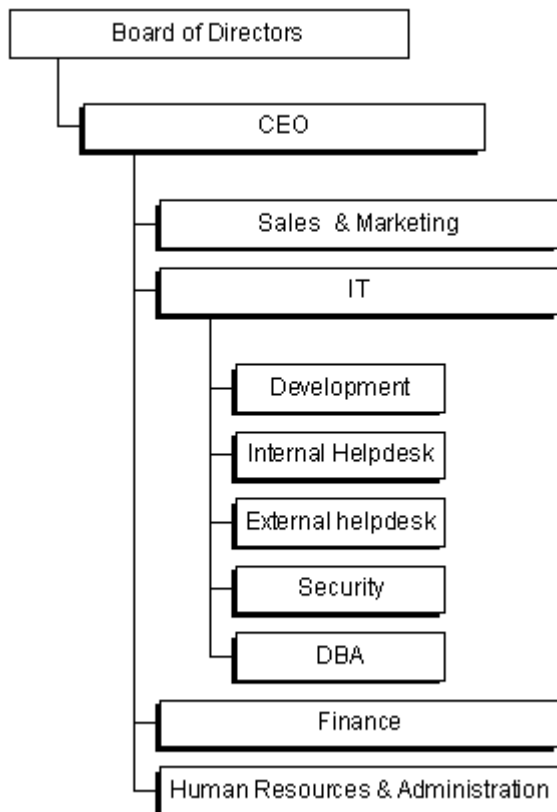 Board of Directors
CEO
Sales & Marketing
IT
Development
Internal Helpdesk
External helpdesk
Security
DBA
Finance
Human Resources & Administration